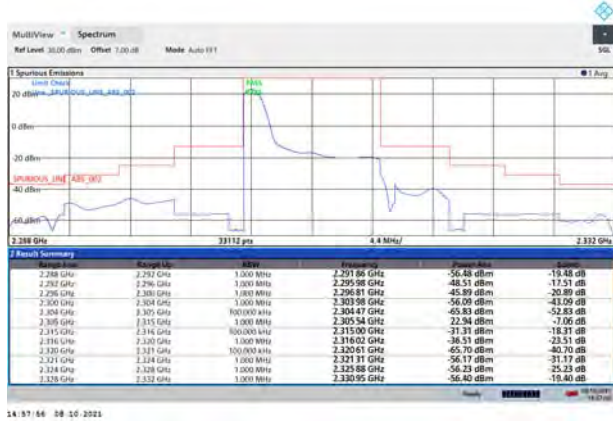 MultiView Spectrum
Ref Level 30.00 dBm Offset 7.00 dB Mode Auto FFT
SGL
1 Spurious Emissions
1 Avg
Limit Check
PASS
20 dBm
0 dBm
-20 dBm
SPURIOUS_LINE_ABS_002
-40 dBm
-60 dBm
2.288 GHz 33112 pts 4.4 MHz/ 2.332 GHz
2 Result Summary
Range Low Range Up RBW Frequency Power Abs
2.288 GHz 2.292 GHz 1.000 MHz 2.29186 GHz -56.48 dBm -19.48 dB
2.292 GHz 2.296 GHz 1.000 MHz 2.29598 GHz -48.51 dBm -17.51 dB
2.296 GHz 2.300 GHz 1.000 MHz 2.29681 GHz -45.89 dBm -20.89 dB
2.300 GHz 2.304 GHz 1.000 MHz 2.30398 GHz -56.09 dBm -43.09 dB
2.304 GHz 2.305 GHz 100.000 kHz 2.30447 GHz -65.83 dBm -52.83 dB
2.305 GHz 2.315 GHz 1.000 MHz 2.30554 GHz 22.94 dBm -7.06 dB
2.315 GHz 2.316 GHz 100.000 kHz 2.31500 GHz -31.31 dBm -18.31 dB
2.316 GHz 2.320 GHz 1.000 MHz 2.31602 GHz -36.51 dBm -23.51 dB
2.320 GHz 2.321 GHz 100.000 kHz 2.32061 GHz -65.70 dBm -40.70 dB
2.321 GHz 2.324 GHz 1.000 MHz 2.32131 GHz -56.17 dBm -31.17 dB
2.324 GHz 2.328 GHz 1.000 MHz 2.32588 GHz -56.23 dBm -25.23 dB
2.328 GHz 2.332 GHz 1.000 MHz 2.33095 GHz -56.40 dBm -19.40 dB
Ready
14:57:56 08-10-2021